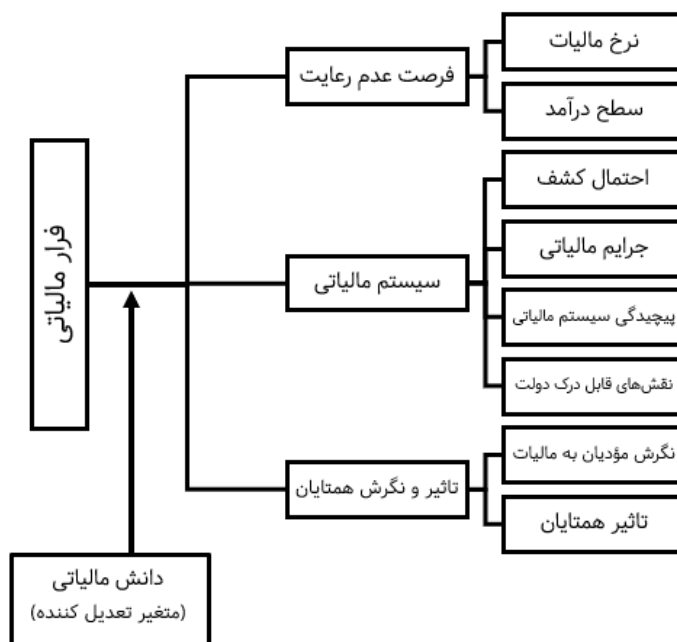 نرخ مالیات
فرصت عدم رعایت
سطح درآمد
احتمال کشف
فرار مالیاتی
جرایم مالیاتی
سیستم مالیاتی
پیچیدگی سیستم مالیاتی
نقش‌های قابل درک دولت
نگرش مؤدیان به مالیات
تاثیر و نگرش همتایان
تاثیر همتایان
دانش مالیاتی
(متغیر تعدیل کننده)